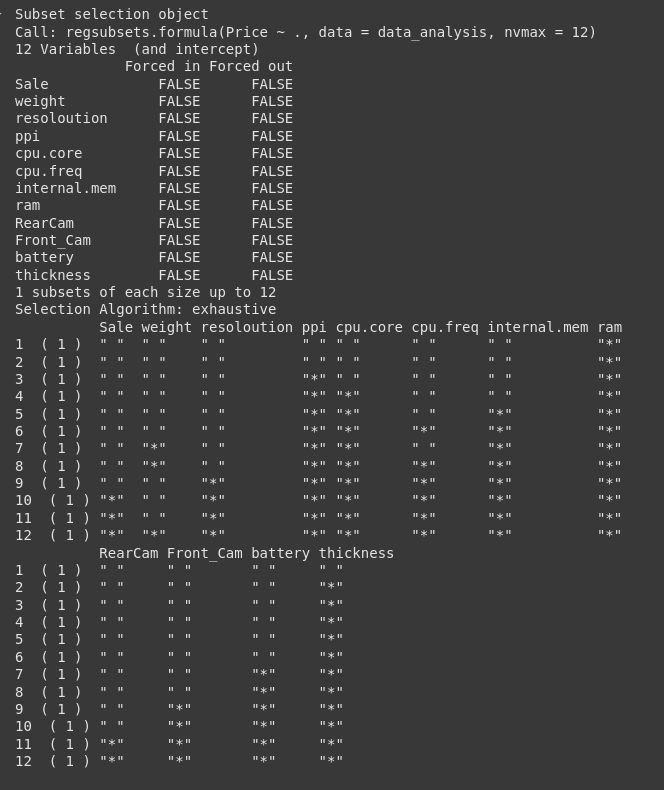 Subset selection object
Call: regsubsets.formula(Price ~ ., data = data_analysis, nvmax = 12)
12 Variables  (and intercept)
             Forced in Forced out
Sale             FALSE      FALSE
weight           FALSE      FALSE
resoloution      FALSE      FALSE
ppi              FALSE      FALSE
cpu.core         FALSE      FALSE
cpu.freq         FALSE      FALSE
internal.mem     FALSE      FALSE
ram              FALSE      FALSE
RearCam          FALSE      FALSE
Front_Cam        FALSE      FALSE
battery          FALSE      FALSE
thickness        FALSE      FALSE
1 subsets of each size up to 12
Selection Algorithm: exhaustive
          Sale weight resoloution ppi cpu.core cpu.freq internal.mem ram
1  ( 1 )  " "  " "    " "         " " " "      " "      " "          "*"
2  ( 1 )  " "  " "    " "         " " " "      " "      " "          "*"
3  ( 1 )  " "  " "    " "         "*" " "      " "      " "          "*"
4  ( 1 )  " "  " "    " "         "*" "*"      " "      " "          "*"
5  ( 1 )  " "  " "    " "         "*" "*"      " "      "*"          "*"
6  ( 1 )  " "  " "    " "         "*" "*"      "*"      "*"          "*"
7  ( 1 )  " "  "*"    " "         "*" "*"      " "      "*"          "*"
8  ( 1 )  " "  "*"    " "         "*" "*"      "*"      "*"          "*"
9  ( 1 )  " "  " "    "*"         "*" "*"      "*"      "*"          "*"
10  ( 1 ) "*"  " "    "*"         "*" "*"      "*"      "*"          "*"
11  ( 1 ) "*"  " "    "*"         "*" "*"      "*"      "*"          "*"
12  ( 1 ) "*"  "*"    "*"         "*" "*"      "*"      "*"          "*"
          RearCam Front_Cam battery thickness
1  ( 1 )  " "     " "       " "     " "
2  ( 1 )  " "     " "       " "     "*"
3  ( 1 )  " "     " "       " "     "*"
4  ( 1 )  " "     " "       " "     "*"
5  ( 1 )  " "     " "       " "     "*"
6  ( 1 )  " "     " "       " "     "*"
7  ( 1 )  " "     " "       "*"     "*"
8  ( 1 )  " "     " "       "*"     "*"
9  ( 1 )  " "     "*"       "*"     "*"
10  ( 1 ) " "     "*"       "*"     "*"
11  ( 1 ) "*"     "*"       "*"     "*"
12  ( 1 ) "*"     "*"       "*"     "*"